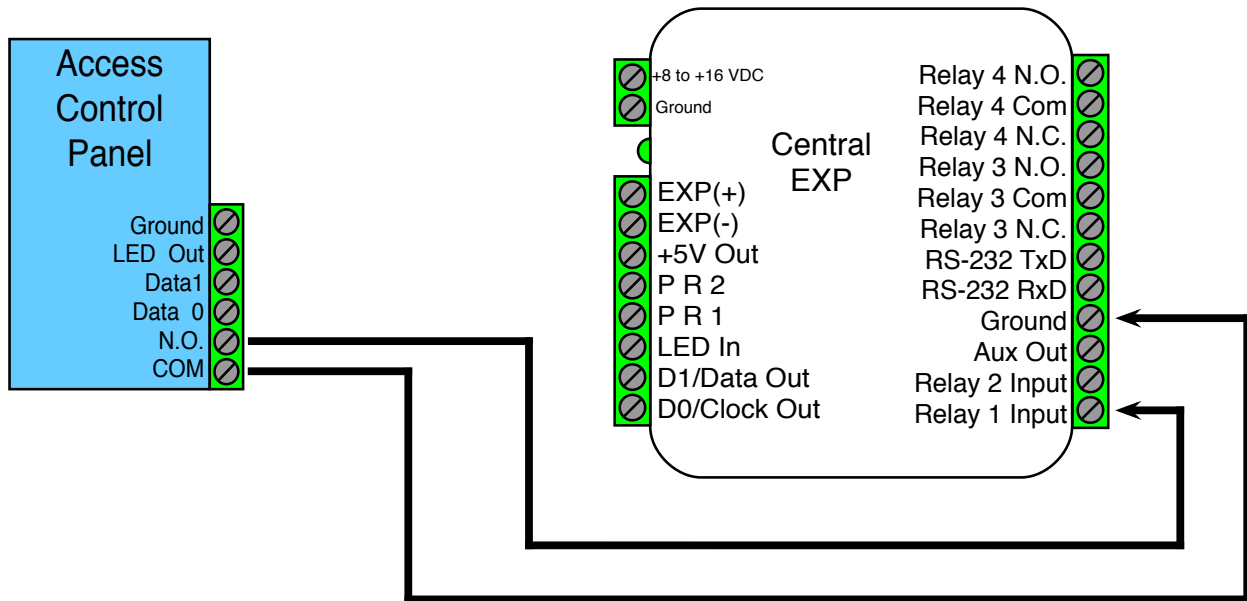 Access
Control
Panel
Ground
LED Out
Data1
Data 0
N.O.
COM
+8 to +16 VDC
Ground
Central
EXP
EXP(+)
EXP(-)
+5V Out
P R 2
P R 1
LED In
D1/Data Out
D0/Clock Out
Relay 4 N.O.
Relay 4 Com
Relay 4 N.C.
Relay 3 N.O.
Relay 3 Com
Relay 3 N.C.
RS-232 TxD
RS-232 RxD
Ground
Aux Out
Relay 2 Input
Relay 1 Input